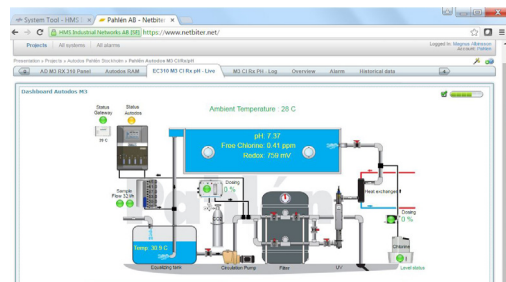 System Tool - HMS
Pahlén AB - Netbiter
HMS Industrial Networks AB [SE]
https://www.netbiter.net/
Projects
All systems
All alarms
AD M3 RX 310 Panel
Autodos RAM
EC310 M3 Cl Rx pH - Live
M3 Cl Rx PH Log
Overview
Alarm
Historical data
Dashboard Autodos M3
Status
Gateway
Status
Autodos
Ambient Temperature : 28 C
pH: 7.37
Free Chlorine: 0.41 ppm
Redox: 759 mV
Sample
Flow
Dosing
0 %
CO2
Heat exchanger
Dosing
0 %
Temp. 30.9 C
Chlorine
Equalizing tank
Circulation Pump
Filter
UV
Level status
Pahlén